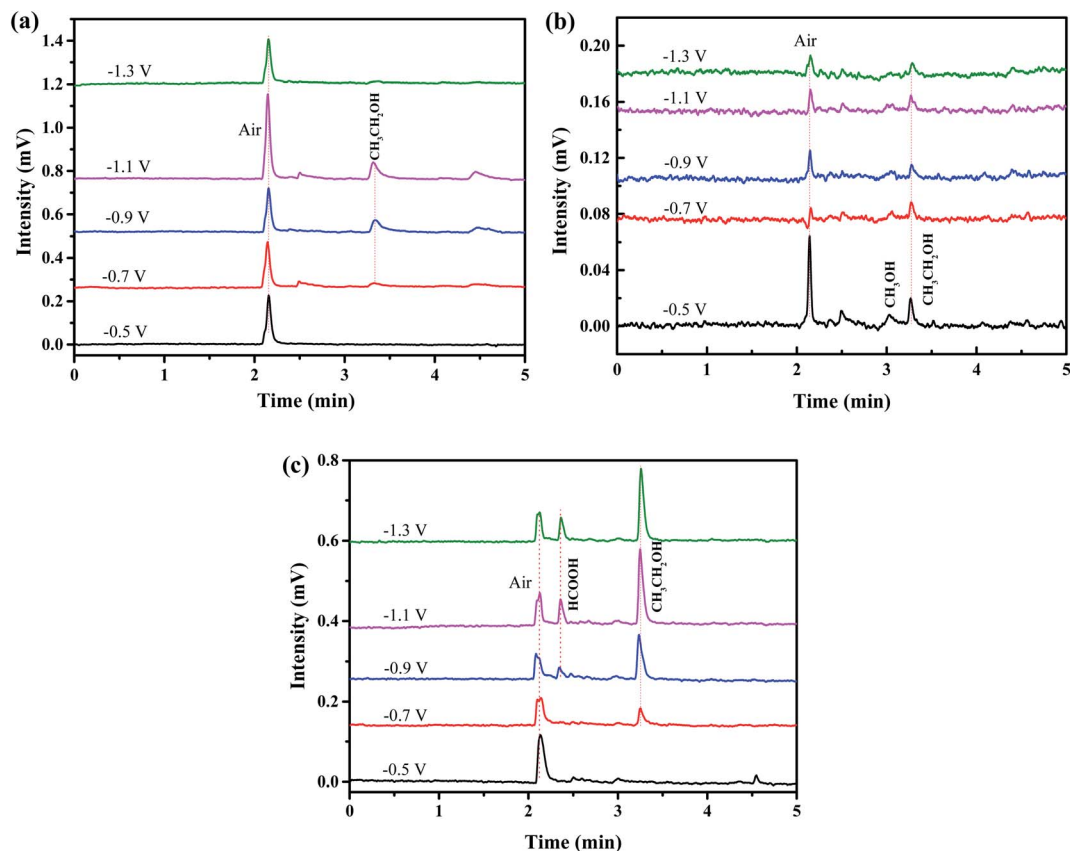 (a)
1.4
1.2
1.0
0.8
0.6
0.4
0.2
0.0
Intensity (mV)
-1.3 V
-1.1 V
-0.9 V
-0.7 V
-0.5 V
Air
CH₃CH₂OH
0 1 2 3 4 5
Time (min)
(b)
0.20
0.16
0.12
0.08
0.04
0.00
Intensity (mV)
-1.3 V
-1.1 V
-0.9 V
-0.7 V
-0.5 V
Air
CH₃OH
CH₃CH₂OH
0 1 2 3 4 5
Time (min)
(c)
0.8
0.6
0.4
0.2
0.0
Intensity (mV)
-1.3 V
-1.1 V
-0.9 V
-0.7 V
-0.5 V
Air
HCOOH
CH₃CH₂OH
0 1 2 3 4 5
Time (min)